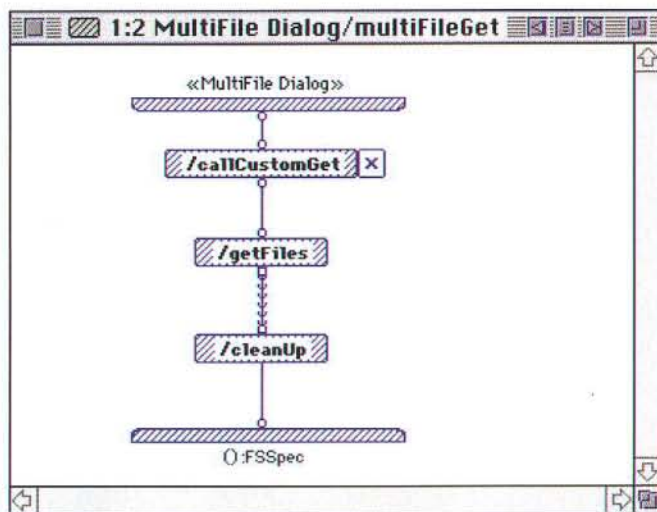 1:2 MultiFile Dialog/multiFileGet
«MultiFile Dialog»
/callCustomGet
/getFiles
/cleanUp
():FSSpec